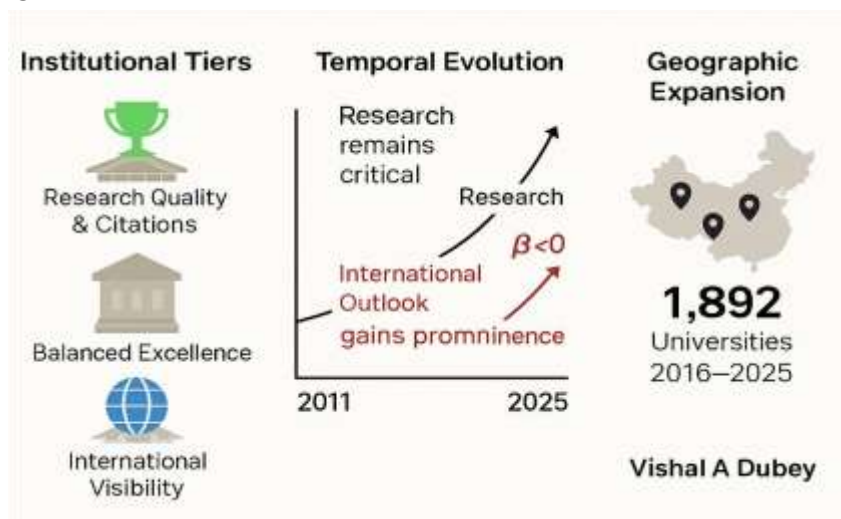 Institutional Tiers
Research Quality
& Citations
Balanced Excellence
International
Visibility
Temporal Evolution
Research
remains
critical
Research
β<0
International
Outlook
gains promninence
2011 2025
Geographic
Expansion
1,892
Universities
2016–2025
Vishal A Dubey